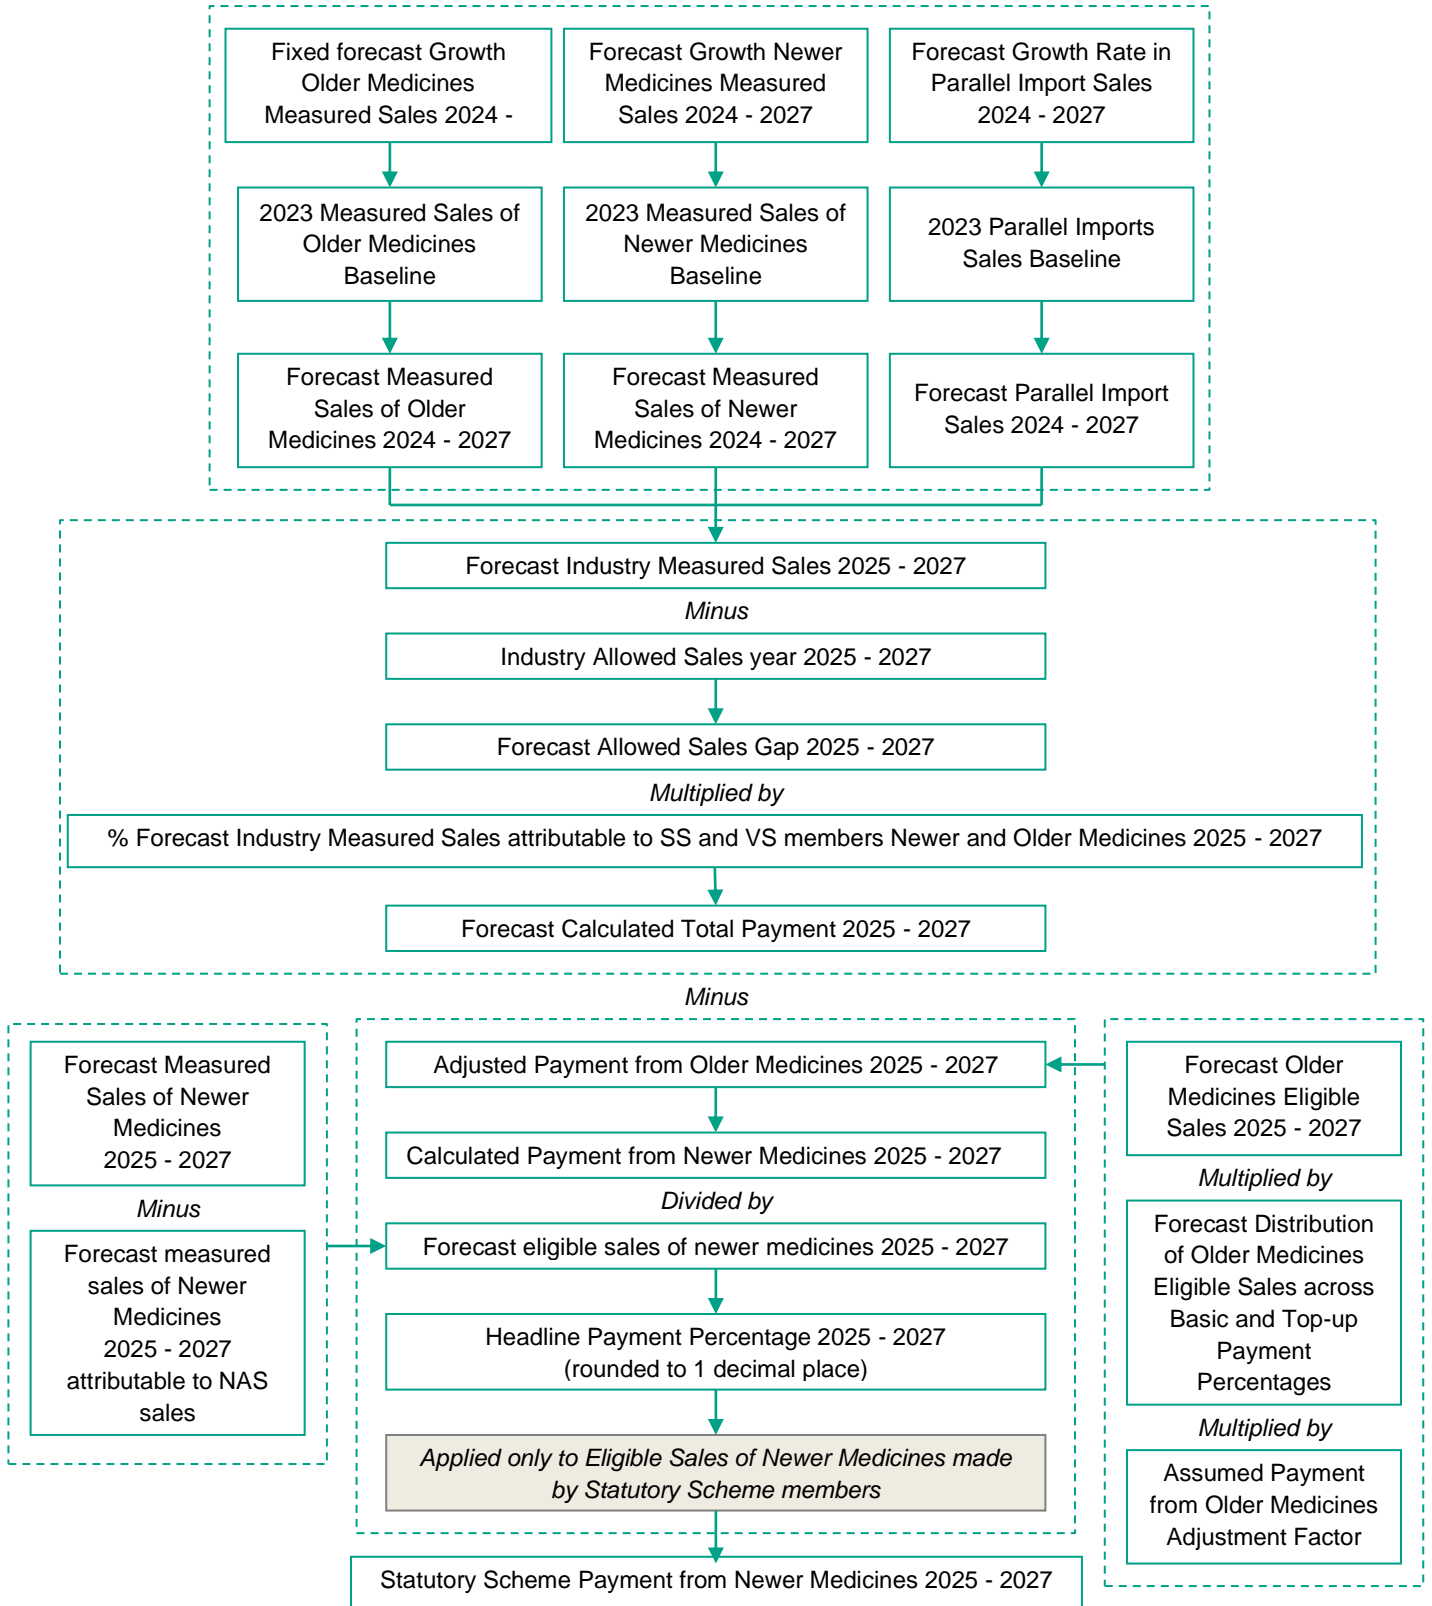 Fixed forecast Growth
Older Medicines
Measured Sales 2024 -
Forecast Growth Newer
Medicines Measured
Sales 2024 - 2027
Forecast Growth Rate in
Parallel Import Sales
2024 - 2027
2023 Measured Sales of
Older Medicines
Baseline
2023 Measured Sales of
Newer Medicines
Baseline
2023 Parallel Imports
Sales Baseline
Forecast Measured
Sales of Older
Medicines 2024 - 2027
Forecast Measured
Sales of Newer
Medicines 2024 - 2027
Forecast Parallel Import
Sales 2024 - 2027
Forecast Industry Measured Sales 2025 - 2027
Minus
Industry Allowed Sales year 2025 - 2027
Forecast Allowed Sales Gap 2025 - 2027
Multiplied by
% Forecast Industry Measured Sales attributable to SS and VS members Newer and Older Medicines 2025 - 2027
Forecast Calculated Total Payment 2025 - 2027
Minus
Forecast Measured
Sales of Newer
Medicines
2025 - 2027
Minus
Forecast measured
sales of Newer
Medicines
2025 - 2027
attributable to NAS
sales
Adjusted Payment from Older Medicines 2025 - 2027
Calculated Payment from Newer Medicines 2025 - 2027
Divided by
Forecast eligible sales of newer medicines 2025 - 2027
Headline Payment Percentage 2025 - 2027
(rounded to 1 decimal place)
Applied only to Eligible Sales of Newer Medicines made
by Statutory Scheme members
Statutory Scheme Payment from Newer Medicines 2025 - 2027
Forecast Older
Medicines Eligible
Sales 2025 - 2027
Multiplied by
Forecast Distribution
of Older Medicines
Eligible Sales across
Basic and Top-up
Payment
Percentages
Multiplied by
Assumed Payment
from Older Medicines
Adjustment Factor